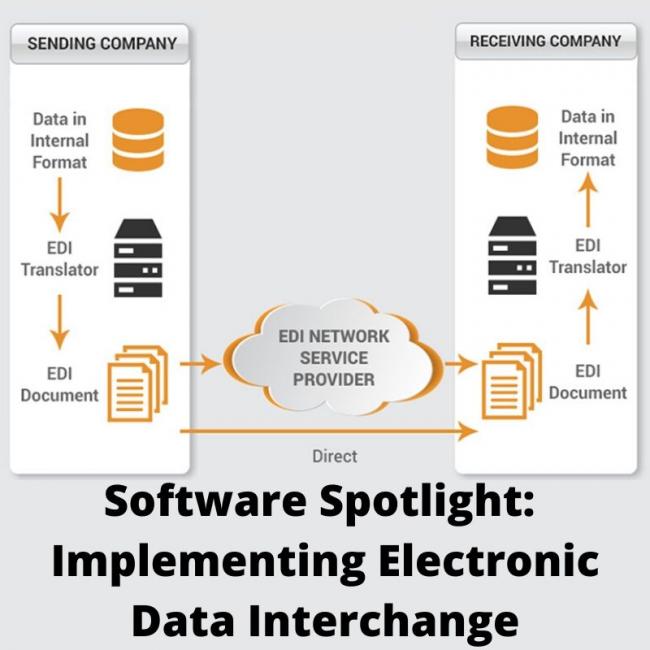 SENDING COMPANY
Data in
Internal
Format
EDI
Translator
EDI
Document
EDI NETWORK
SERVICE
PROVIDER
Direct
RECEIVING COMPANY
Data in
Internal
Format
EDI
Translator
EDI
Document
Software Spotlight:
Implementing Electronic
Data Interchange